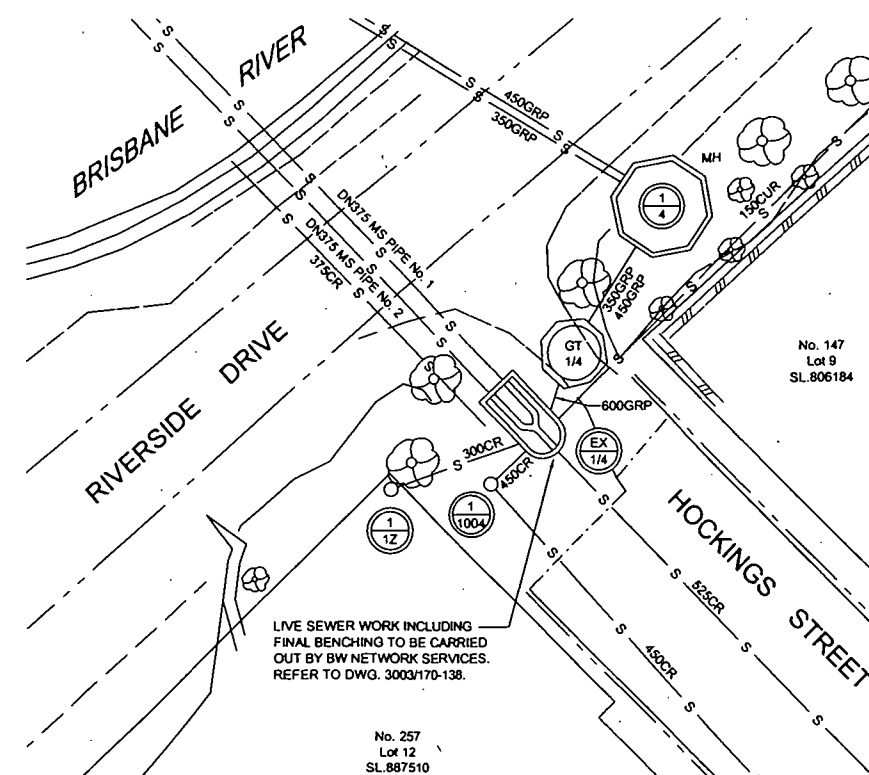 BRISBANE RIVER
450GRP
350GRP
MH
1
4
150CUR
DN375 MS PIPE No. 1
DN375 MS PIPE No. 2
375CR
350GRP
450GRP
GT
1/4
No. 147
Lot 9
SL.806184
RIVERSIDE DRIVE
600GRP
EX
1/4
S 300CR
450CR
1
1Z
1
1004
HOCKINGS STREET
525CR
450CR
LIVE SEWER WORK INCLUDING
FINAL BENCHING TO BE CARRIED
OUT BY BW NETWORK SERVICES.
REFER TO DWG. 3003/170-138.
No. 257
Lot 12
SL.887510